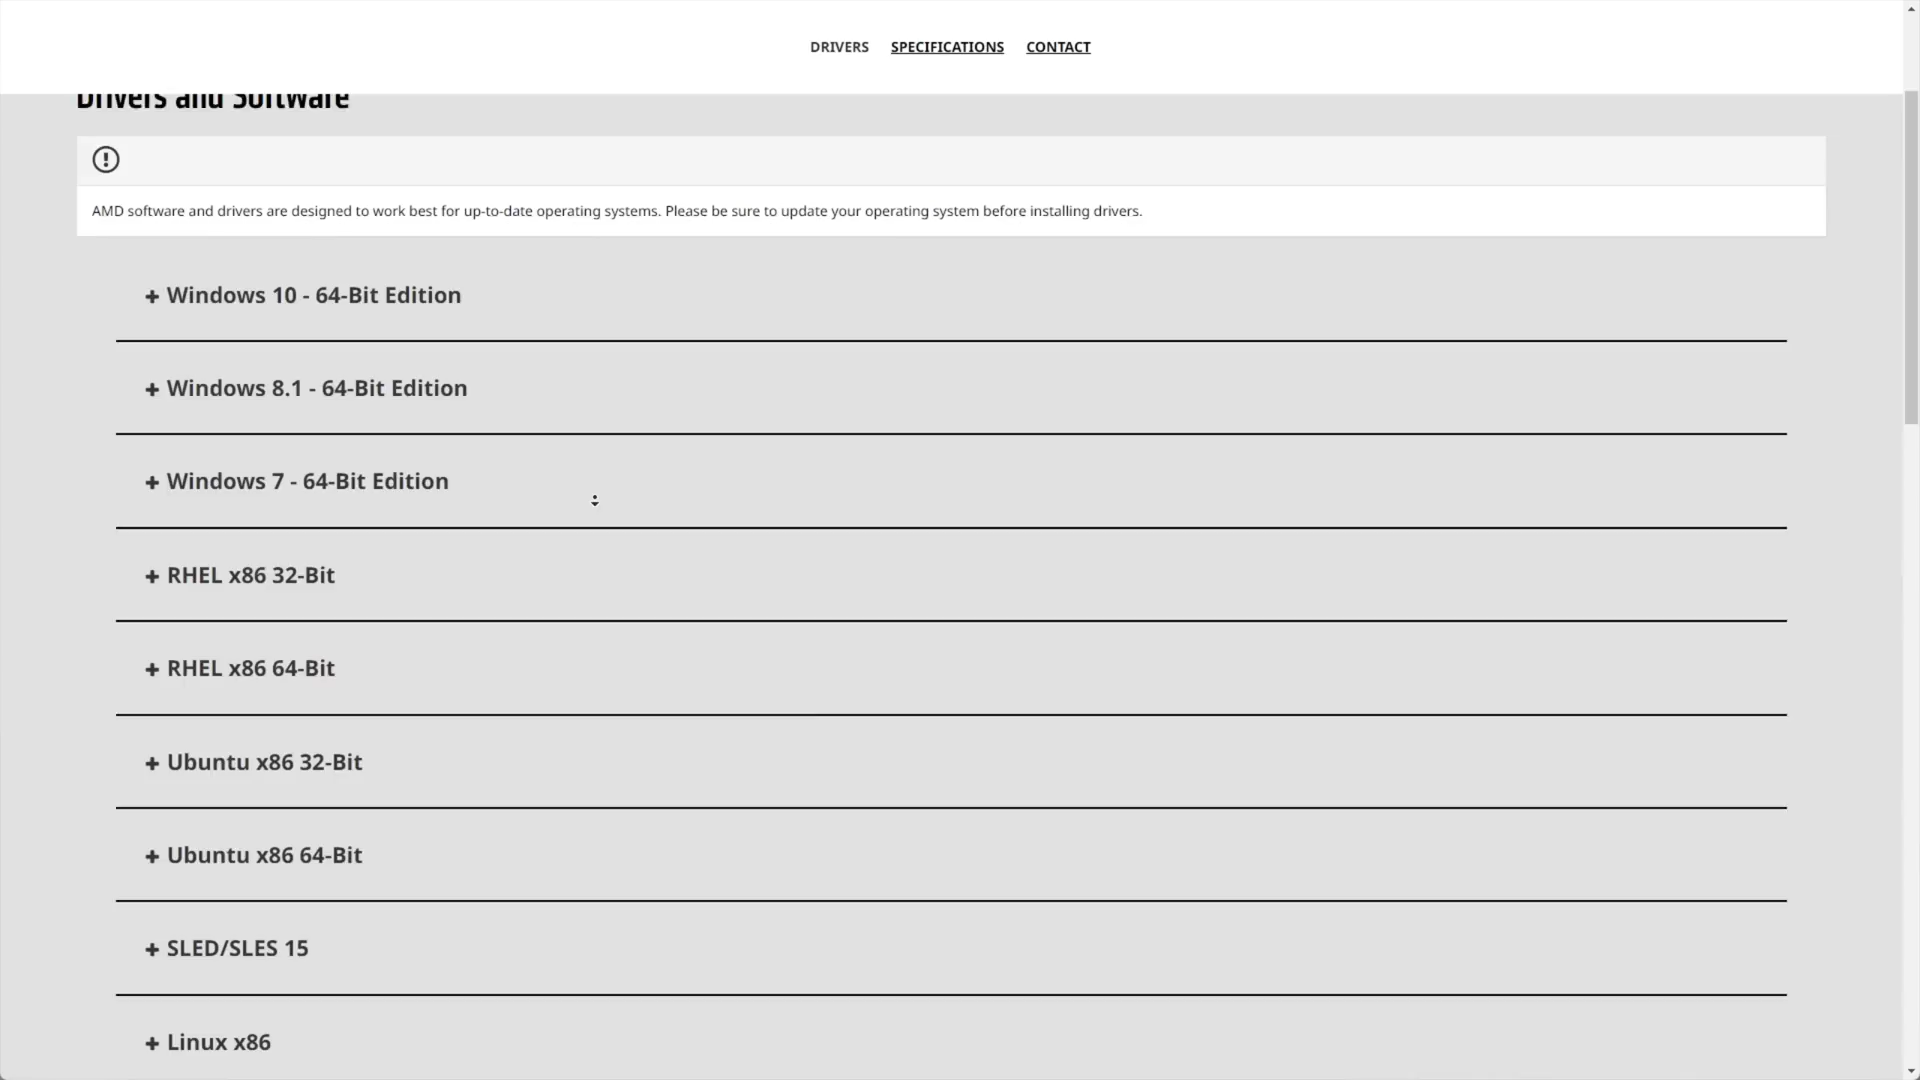 DRIVERS SPECIFICATIONS CONTACT
Drivers and Software
AMD software and drivers are designed to work best for up-to-date operating systems. Please be sure to update your operating system before installing drivers.
+ Windows 10 - 64-Bit Edition
+ Windows 8.1 - 64-Bit Edition
+ Windows 7 - 64-Bit Edition
+ RHEL x86 32-Bit
+ RHEL x86 64-Bit
+ Ubuntu x86 32-Bit
+ Ubuntu x86 64-Bit
+ SLED/SLES 15
+ Linux x86